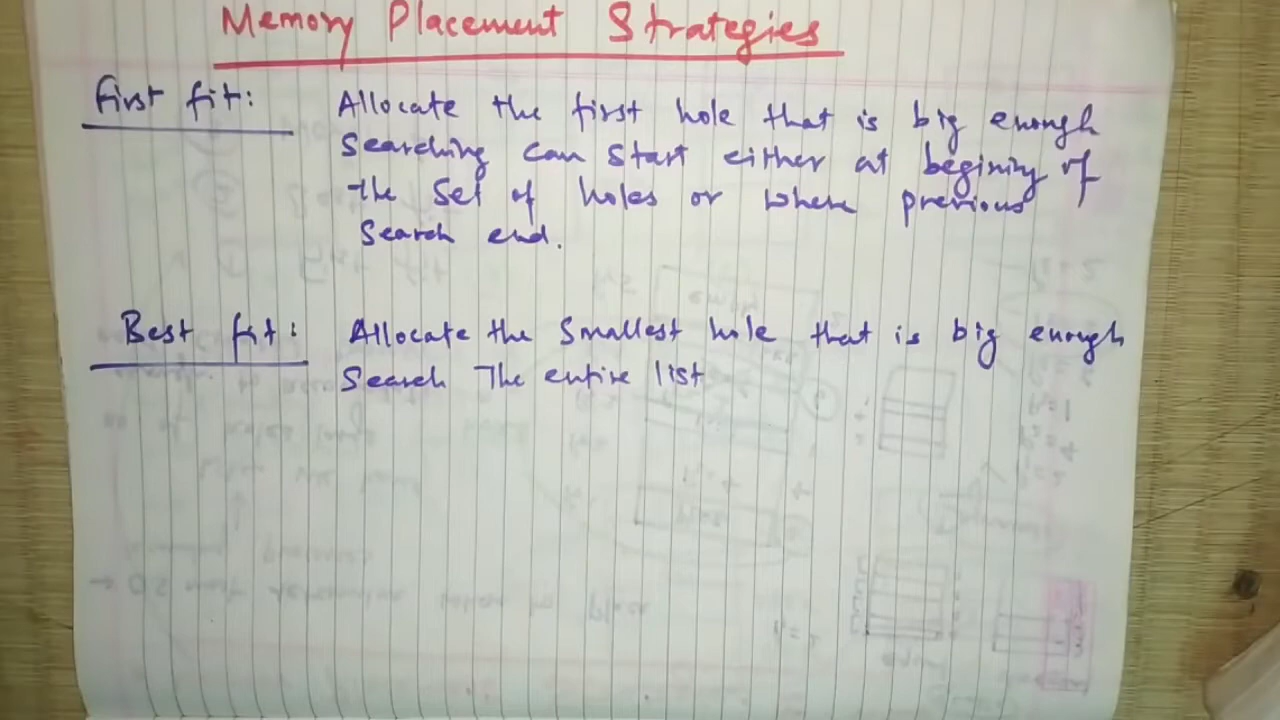 Memory Placement Strategies
First fit: Allocate the first hole that is big enough
Searching can start either at begining of
the set of holes or where previous
search end.
Best fit: Allocate the smallest hole that is big enough
Search The entire list